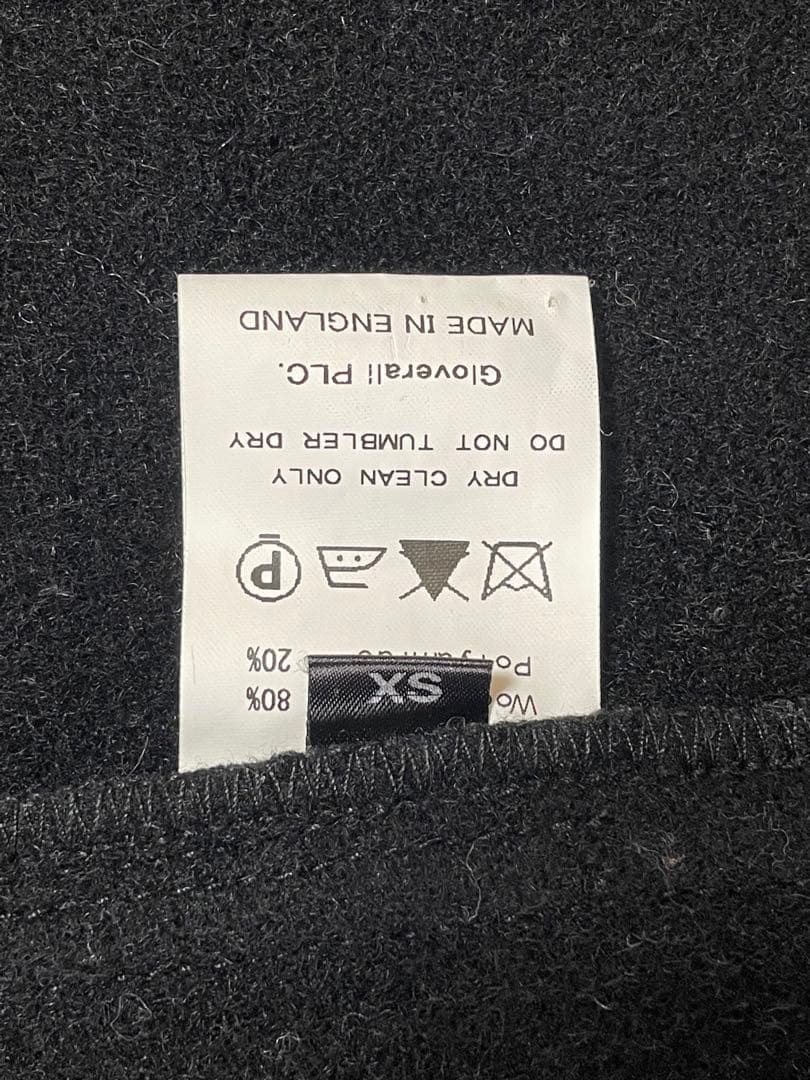 80%
XS
20%
P
DRY CLEAN ONLY
DO NOT TUMBLER DRY
Gloverall PLC.
MADE IN ENGLAND